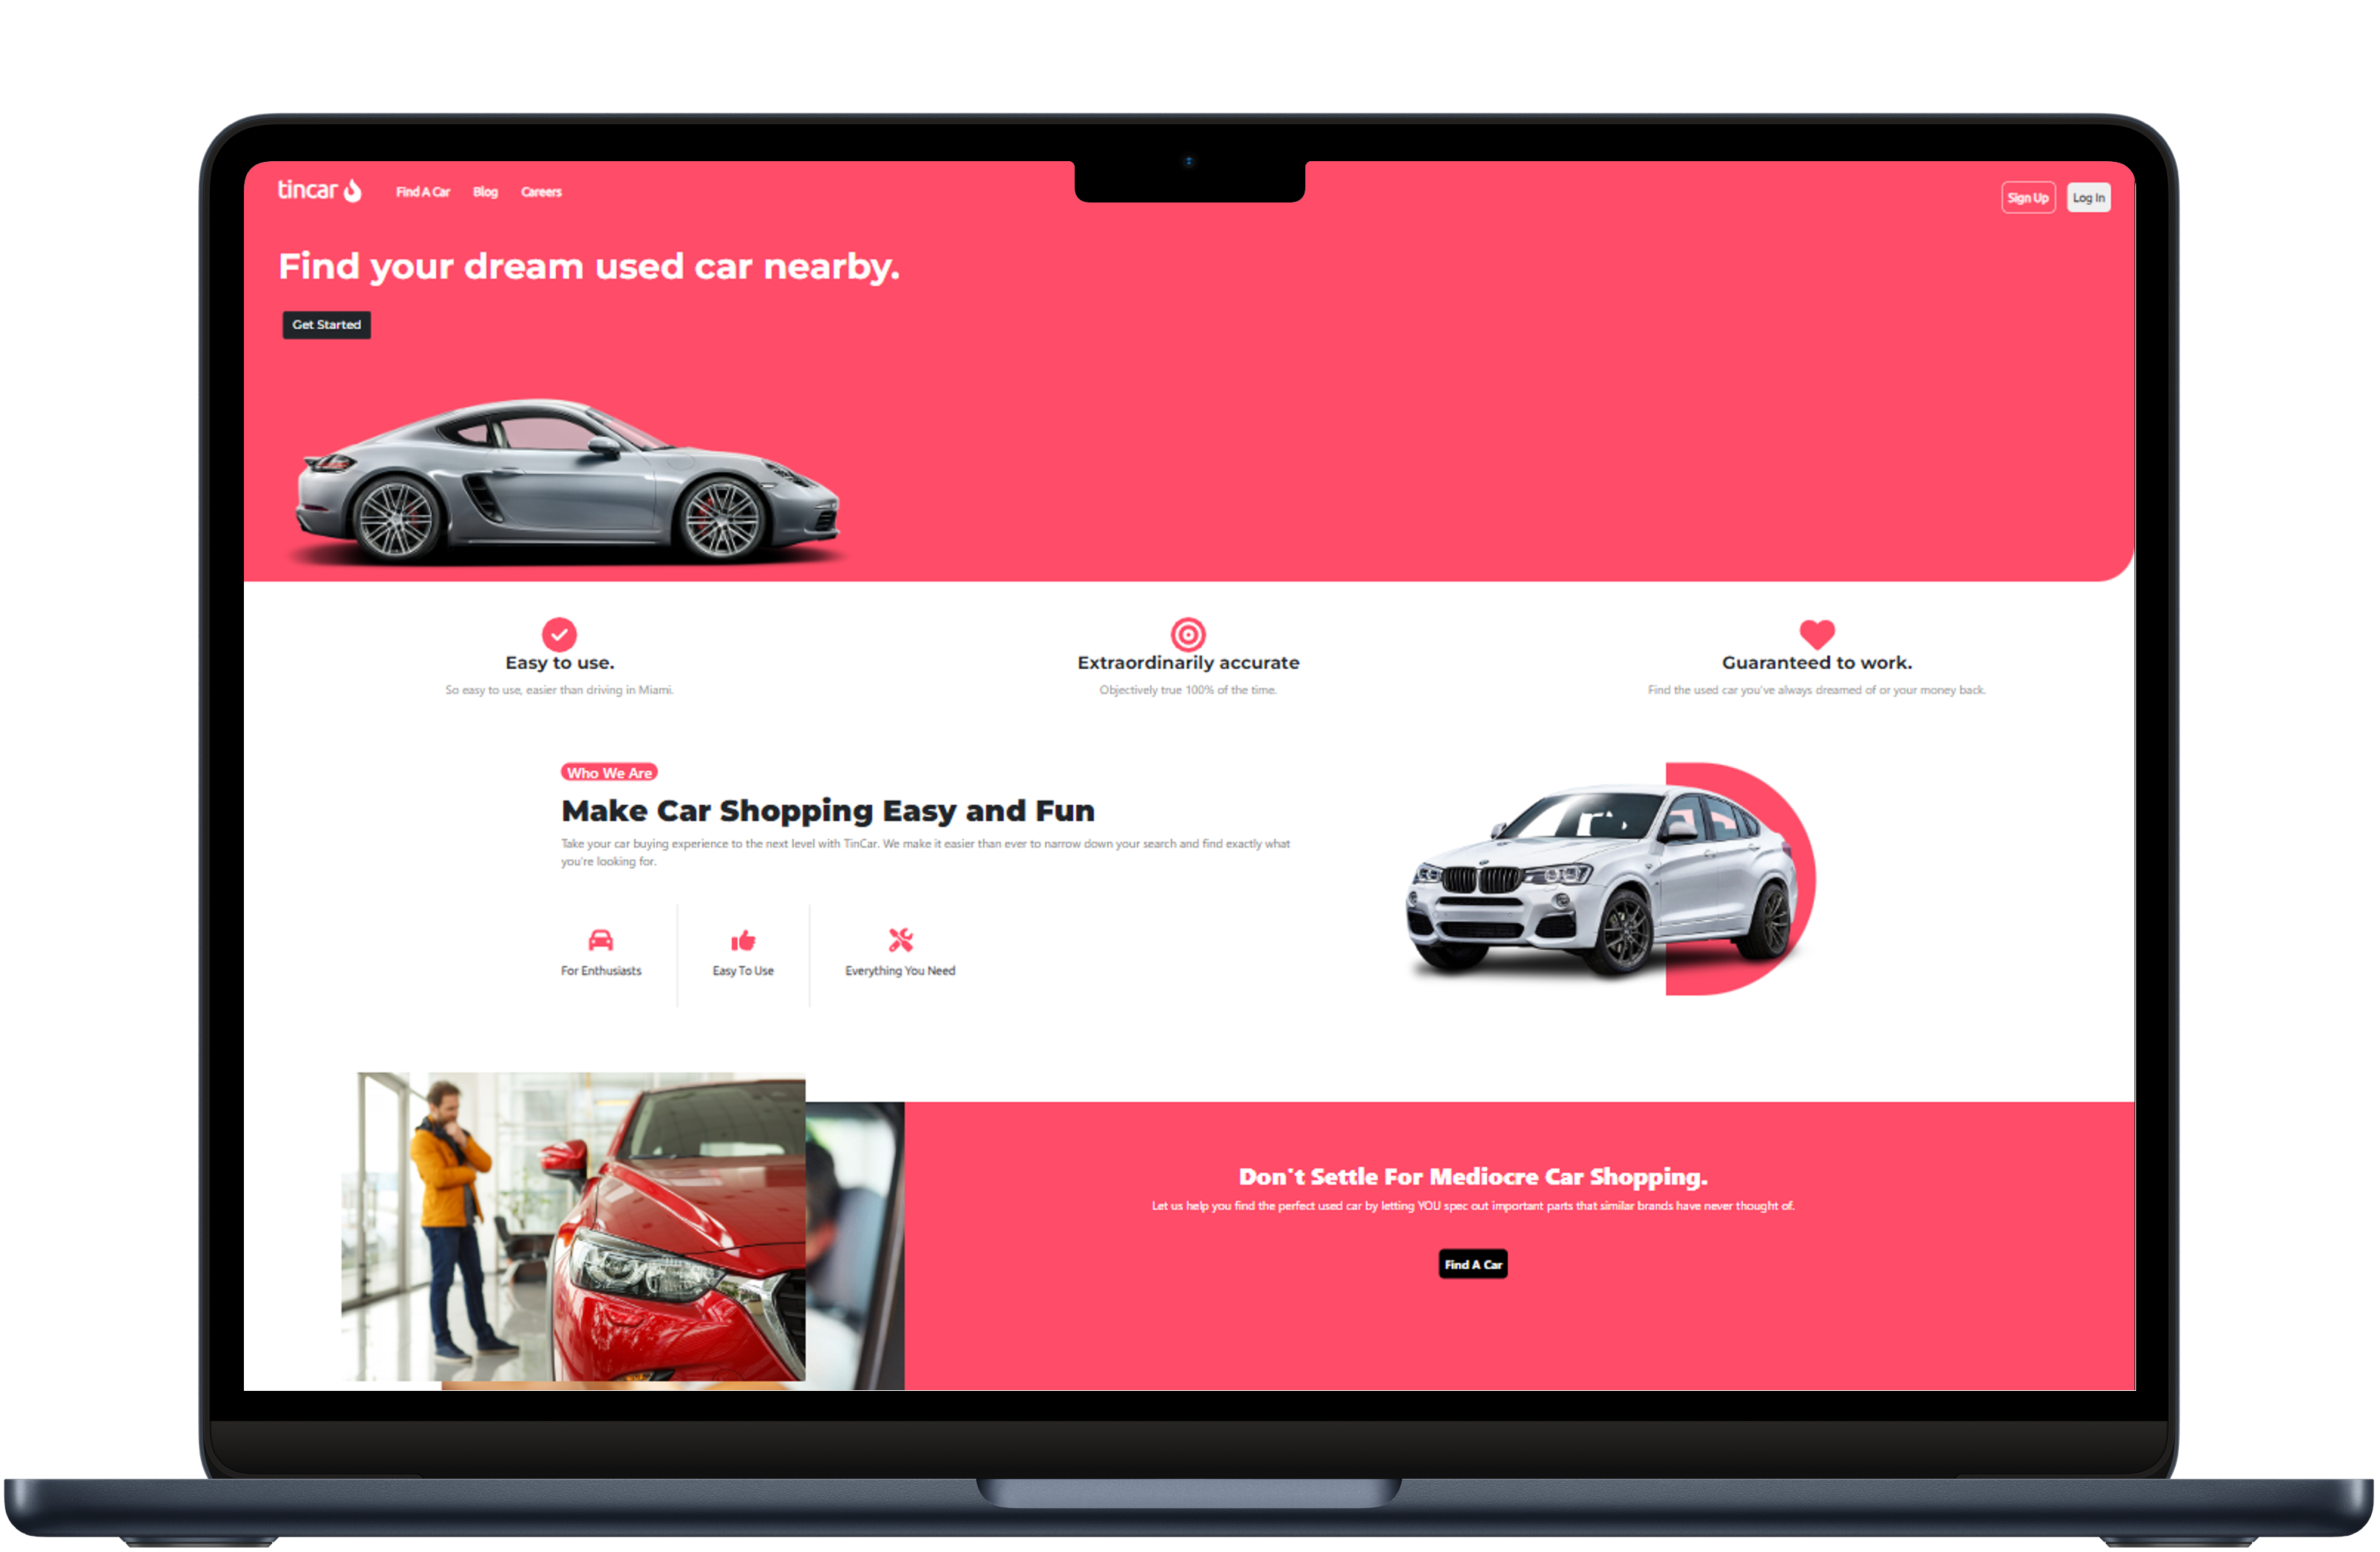 tincar
Find A Car
Blog
Careers
Sign Up
Log In
Find your dream used car nearby.
Get Started
Easy to use.
So easy to use, easier than driving in Miami.
Extraordinarily accurate
Objectively true 100% of the time.
Guaranteed to work.
Find the used car you've always dreamed of or your money back.
Who We Are
Make Car Shopping Easy and Fun
Take your car buying experience to the next level with TinCar. We make it easier than ever to narrow down your search and find exactly what
you're looking for.
For Enthusiasts
Easy To Use
Everything You Need
Don't Settle For Mediocre Car Shopping.
Let us help you find the perfect used car by letting YOU spec out important parts that similar brands have never thought of.
Find A Car